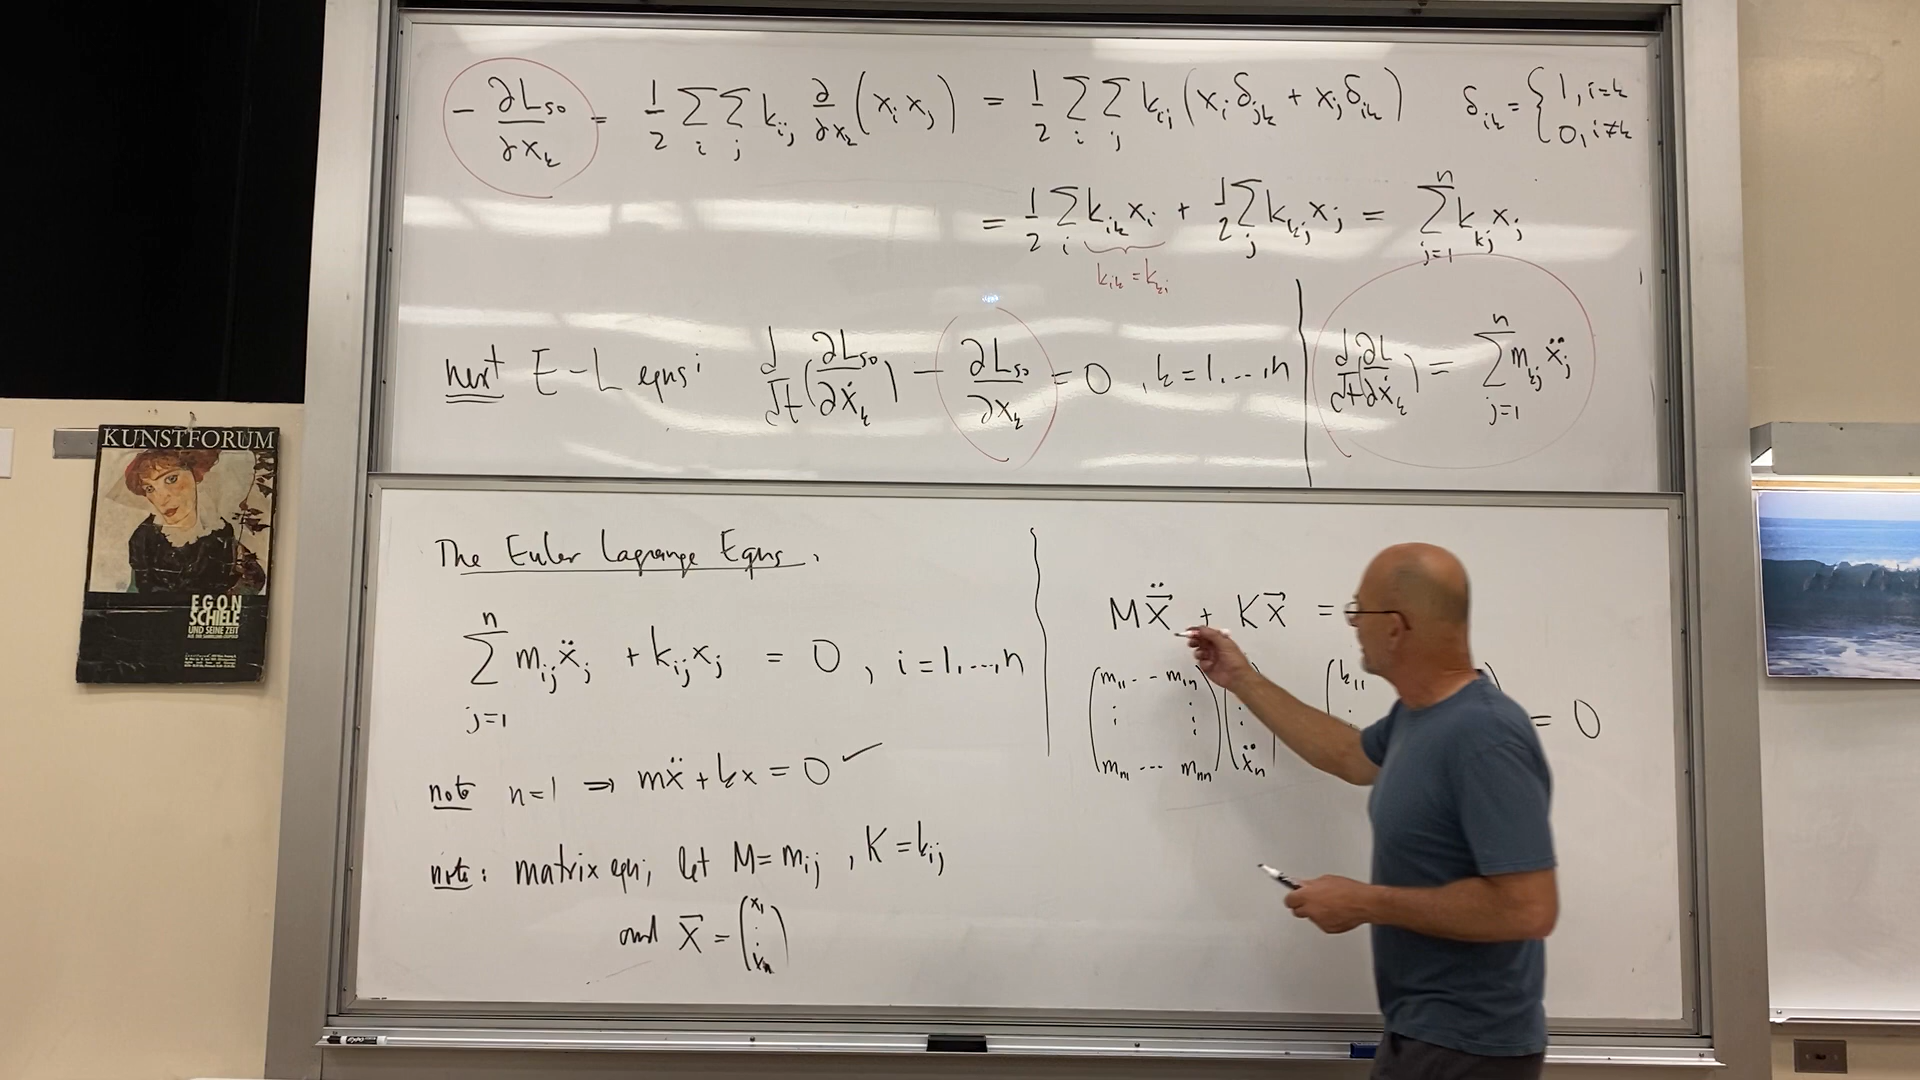 − ∂L_so/∂x_k = 1/2 Σ_i Σ_j k_ij ∂/∂x_k (x_i x_j) = 1/2 Σ_i Σ_j k_ij (x_i δ_jk + x_j δ_ik) δ_ik = { 1, i=k 0, i≠k
= 1/2 Σ_i k_ik x_i + 1/2 Σ_j k_kj x_j = Σ_{j=1}^n k_kj x_j
k_ik = k_ki
next E-L eqns: d/dt (∂L_so/∂ẋ_k) − ∂L_so/∂x_k = 0 , k=1,...,n
d/dt (∂L/∂ẋ_k) = Σ_{j=1}^n m_kj ẍ_j
The Euler Lagrange Eqns.
Σ_{j=1}^n m_ij ẍ_j + k_ij x_j = 0 , i=1,...,n
note n=1 ⇒ mẍ + kx = 0 ✓
note: matrix eqn; let M = m_ij , K = k_ij
and x⃗ = (x_1 ⋮ x_n)
M ẍ⃗ + K x⃗ =
(m_11 -- m_1n ⋮ ⋮ m_n1 ... m_nn) (⋮ ẍ_n) (k_11 ⋮ ) = 0
KUNSTFORUM
EGON
SCHIELE
UND SEINE ZEIT
EXPO